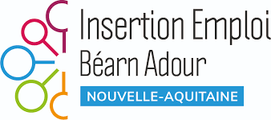 Insertion Emploi
Béarn Adour
NOUVELLE-AQUITAINE